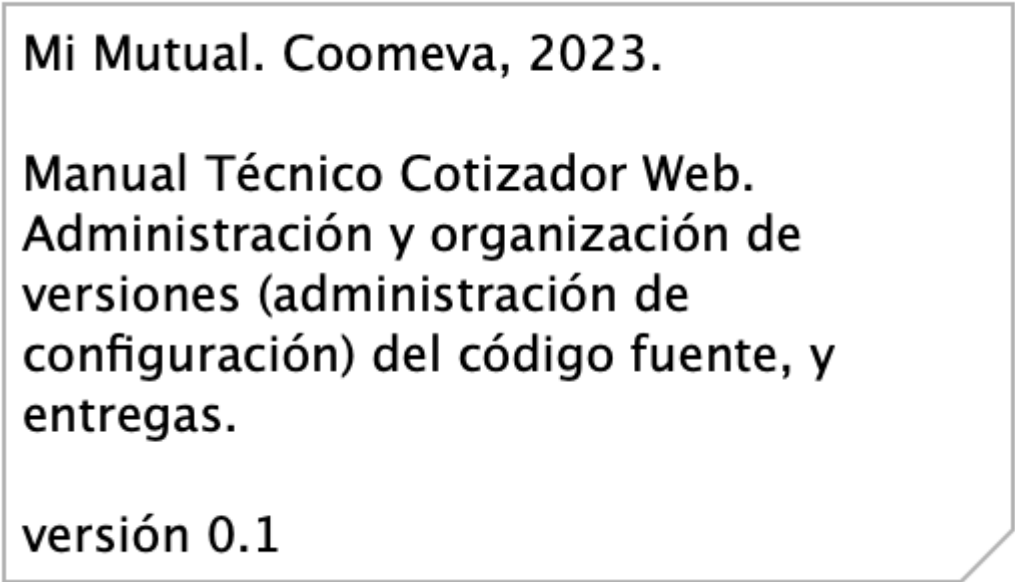 Mi Mutual. Coomeva, 2023.
Manual Técnico Cotizador Web.
Administración y organización de
versiones (administración de
configuración) del código fuente, y
entregas.
versión 0.1